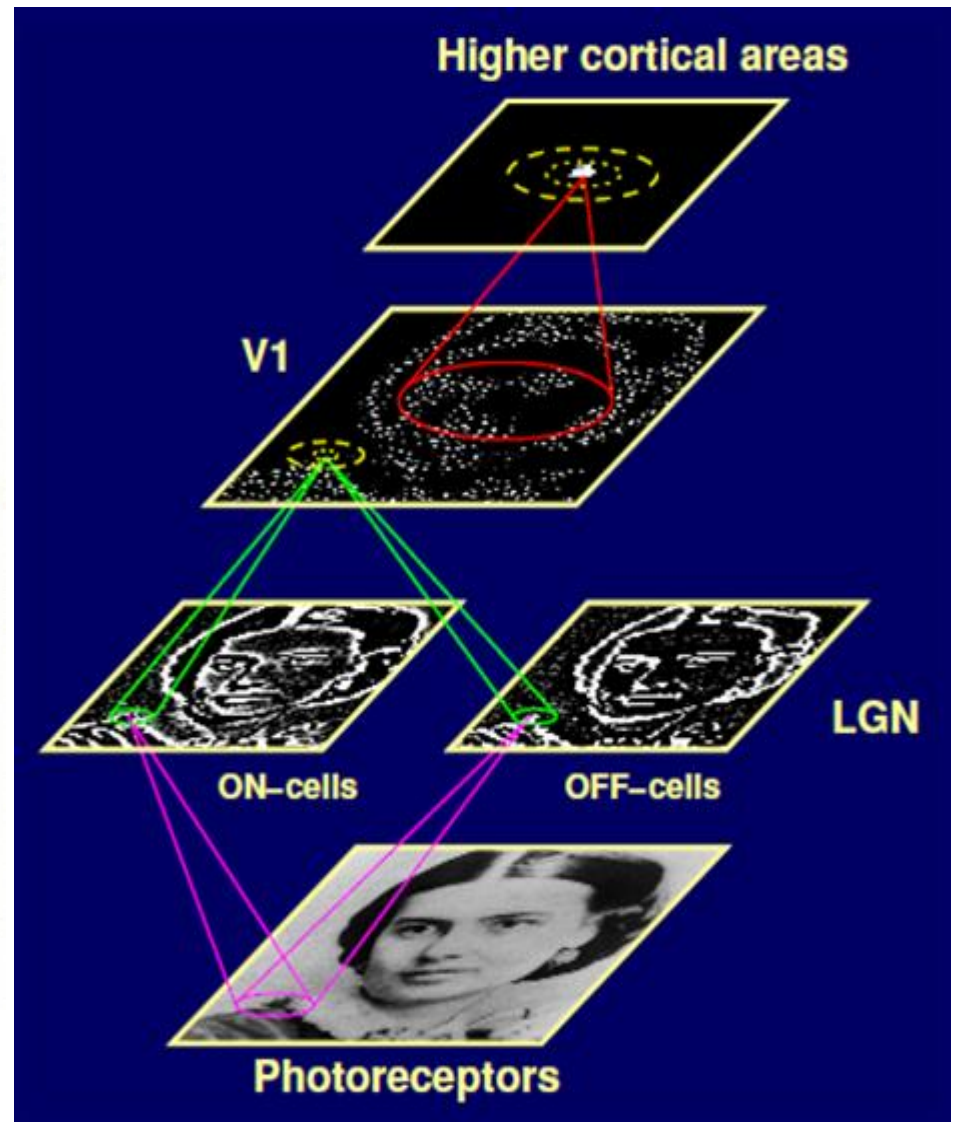 Higher cortical areas
V1
LGN
ON−cells
OFF−cells
Photoreceptors